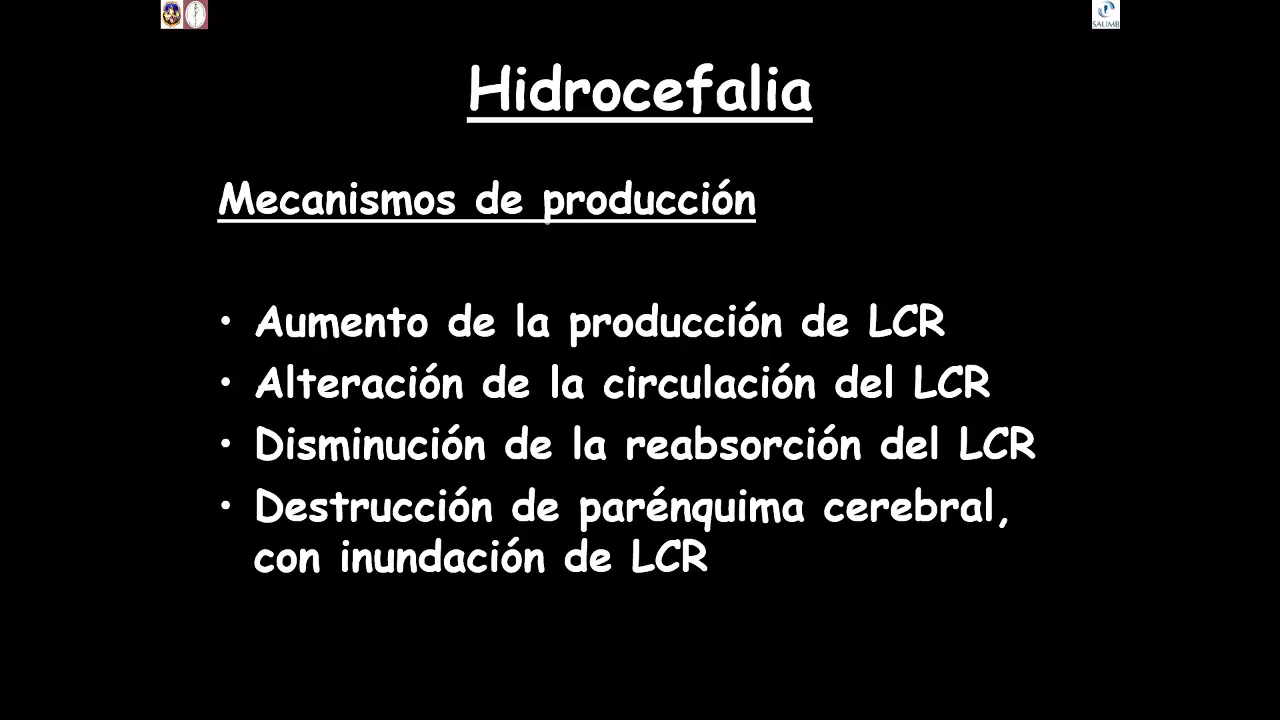 SAUMB
Hidrocefalia
Mecanismos de producción
• Aumento de la producción de LCR
• Alteración de la circulación del LCR
• Disminución de la reabsorción del LCR
• Destrucción de parénquima cerebral,
con inundación de LCR